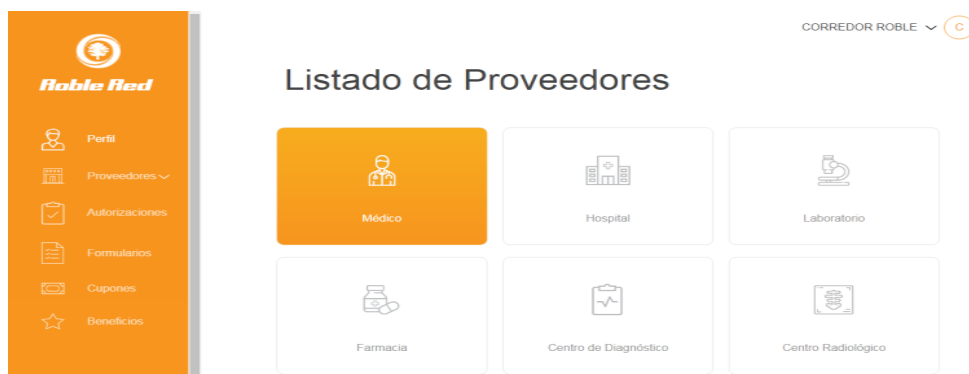 CORREDOR ROBLE
C
Roble Red
Listado de Proveedores
Perfil
Proveedores
Autorizaciones
Formularios
Cupones
Beneficios
Médico
Hospital
Laboratorio
Farmacia
Centro de Diagnóstico
Centro Radiológico